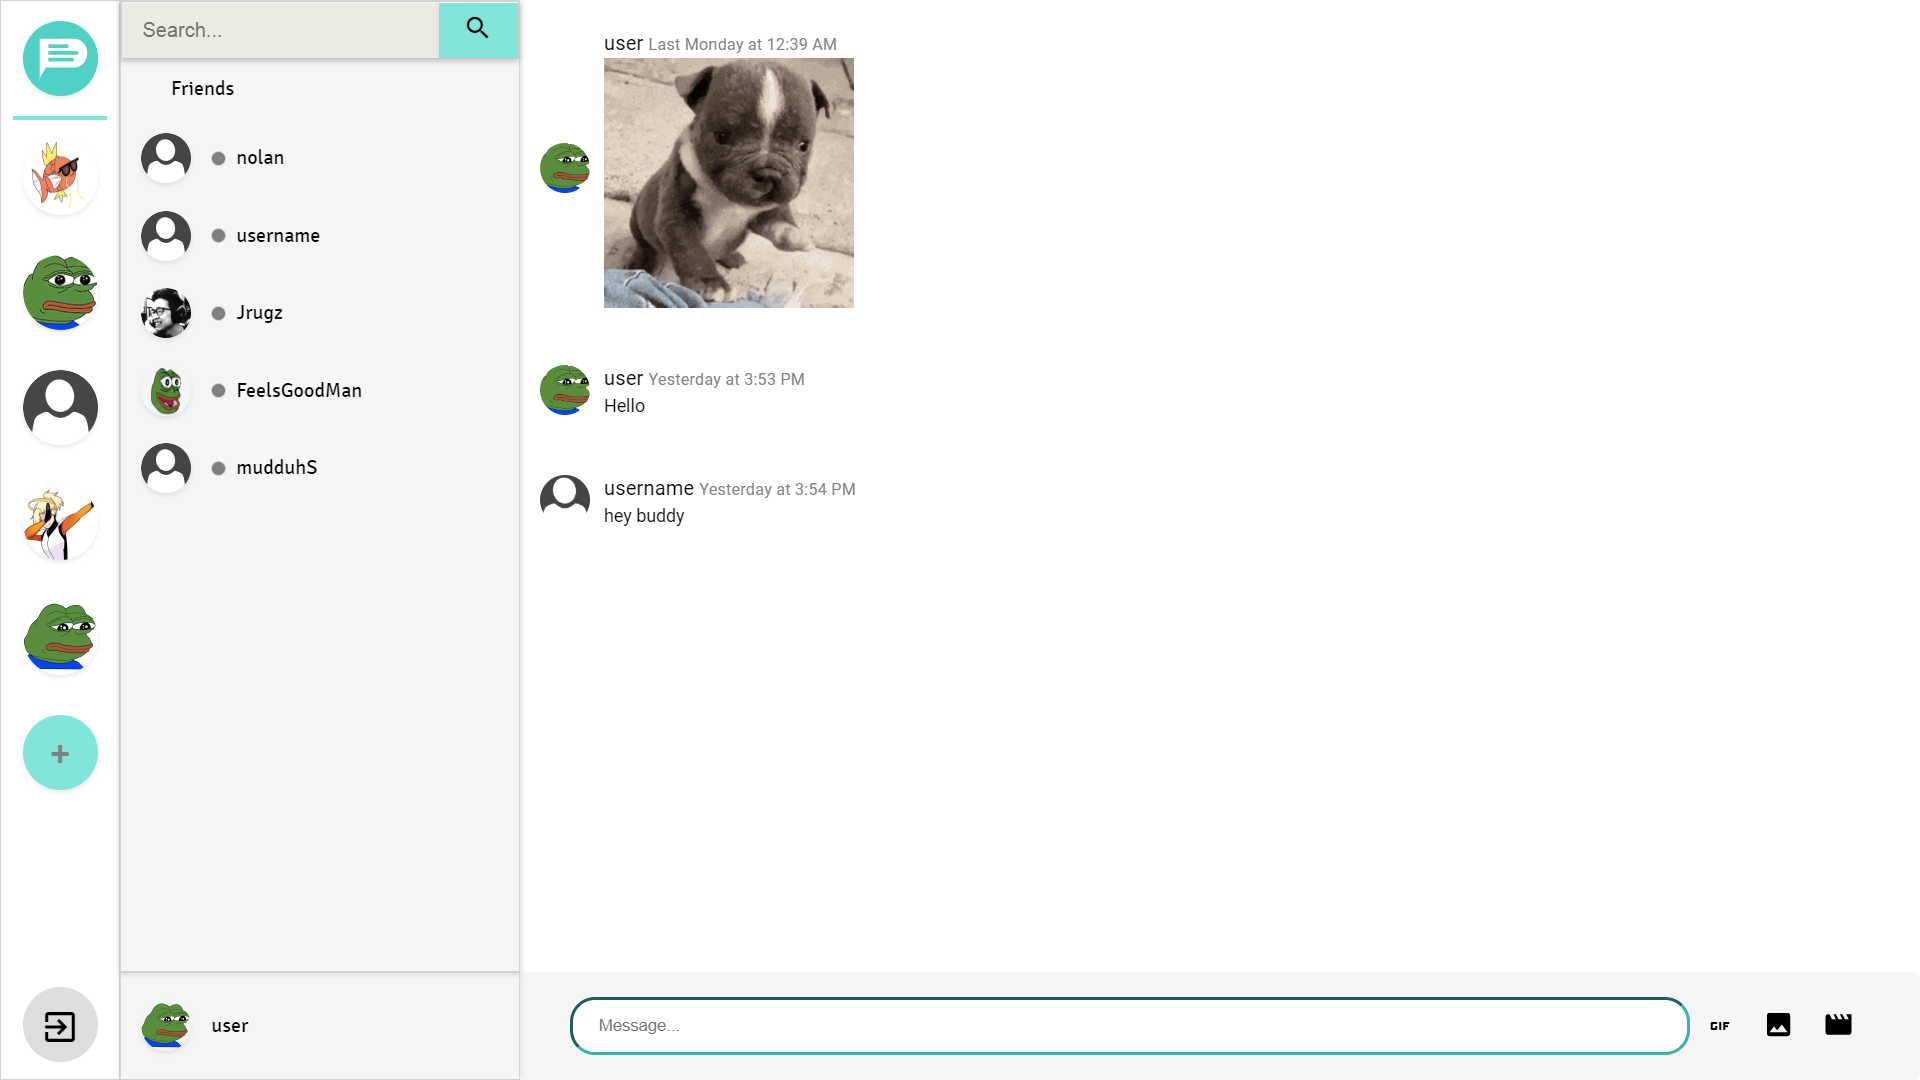 Search...
Friends
nolan
username
Jrugz
FeelsGoodMan
mudduhS
+
user
user Last Monday at 12:39 AM
user Yesterday at 3:53 PM
Hello
username Yesterday at 3:54 PM
hey buddy
Message...
GIF